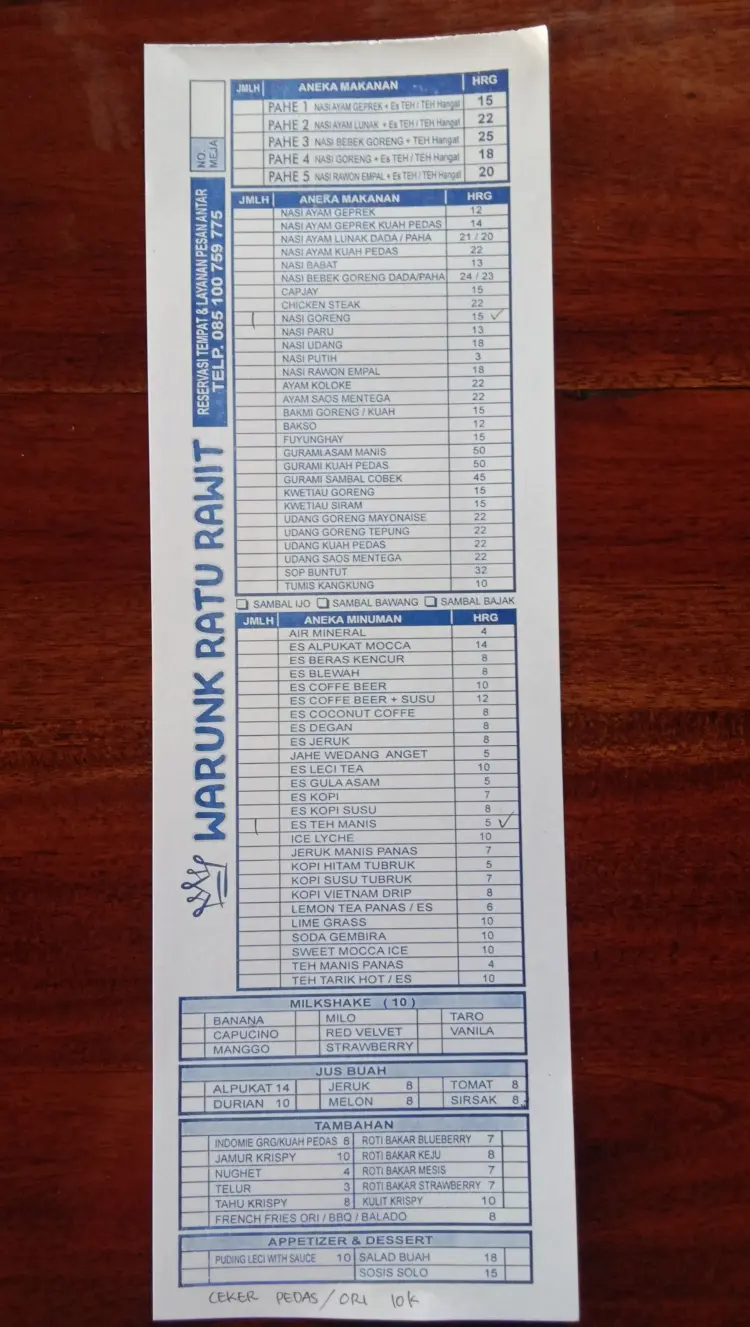 JMLH ANEKA MAKANAN HRG
PAHE 1 NASI AYAM GEPREK + Es TEH / TEH Hangat 15
PAHE 2 NASI AYAM LUNAK + Es TEH / TEH Hangat 22
PAHE 3 NASI BEBEK GORENG + TEH Hangat 25
PAHE 4 NASI GORENG + Es TEH / TEH Hangat 18
PAHE 5 NASI RAWON EMPAL + Es TEH / TEH Hangat 20
NO. MEJA
RESERVASI TEMPAT & LAYANAN PESAN ANTAR
TELP. 085 100 759 775
WARUNK RATU RAWIT
JMLH ANEKA MAKANAN HRG
NASI AYAM GEPREK 12
NASI AYAM GEPREK KUAH PEDAS 14
NASI AYAM LUNAK DADA / PAHA 21 / 20
NASI AYAM KUAH PEDAS 22
NASI BABAT 13
NASI BEBEK GORENG DADA/PAHA 24 / 23
CAPJAY 15
CHICKEN STEAK 22
1 NASI GORENG 15 ✓
NASI PARU 13
NASI UDANG 18
NASI PUTIH 3
NASI RAWON EMPAL 18
AYAM KOLOKE 22
AYAM SAOS MENTEGA 22
BAKMI GORENG / KUAH 15
BAKSO 12
FUYUNGHAY 15
GURAMI ASAM MANIS 50
GURAMI KUAH PEDAS 50
GURAMI SAMBAL COBEK 45
KWETIAU GORENG 15
KWETIAU SIRAM 15
UDANG GORENG MAYONAISE 22
UDANG GORENG TEPUNG 22
UDANG KUAH PEDAS 22
UDANG SAOS MENTEGA 22
SOP BUNTUT 32
TUMIS KANGKUNG 10
SAMBAL IJO SAMBAL BAWANG SAMBAL BAJAK
JMLH ANEKA MINUMAN HRG
AIR MINERAL 4
ES ALPUKAT MOCCA 14
ES BERAS KENCUR 8
ES BLEWAH 8
ES COFFE BEER 10
ES COFFE BEER + SUSU 12
ES COCONUT COFFE 8
ES DEGAN 8
ES JERUK 8
JAHE WEDANG ANGET 5
ES LECI TEA 10
ES GULA ASAM 5
ES KOPI 7
ES KOPI SUSU 8
1 ES TEH MANIS 5 ✓
ICE LYCHE 10
JERUK MANIS PANAS 7
KOPI HITAM TUBRUK 5
KOPI SUSU TUBRUK 7
KOPI VIETNAM DRIP 8
LEMON TEA PANAS / ES 6
LIME GRASS 10
SODA GEMBIRA 10
SWEET MOCCA ICE 10
TEH MANIS PANAS 4
TEH TARIK HOT / ES 10
MILKSHAKE ( 10 )
BANANA MILO TARO
CAPUCINO RED VELVET VANILA
MANGGO STRAWBERRY
JUS BUAH
ALPUKAT 14 JERUK 8 TOMAT 8
DURIAN 10 MELON 8 SIRSAK 8
TAMBAHAN
INDOMIE GRG/KUAH PEDAS 6 ROTI BAKAR BLUEBERRY 7
JAMUR KRISPY 10 ROTI BAKAR KEJU 8
NUGHET 4 ROTI BAKAR MESIS 7
TELUR 3 ROTI BAKAR STRAWBERRY 7
TAHU KRISPY 8 KULIT KRISPY 10
FRENCH FRIES ORI / BBQ / BALADO 8
APPETIZER & DESSERT
PUDING LECI WITH SAUCE 10 SALAD BUAH 18
SOSIS SOLO 15
CEKER PEDAS / ORI 10K